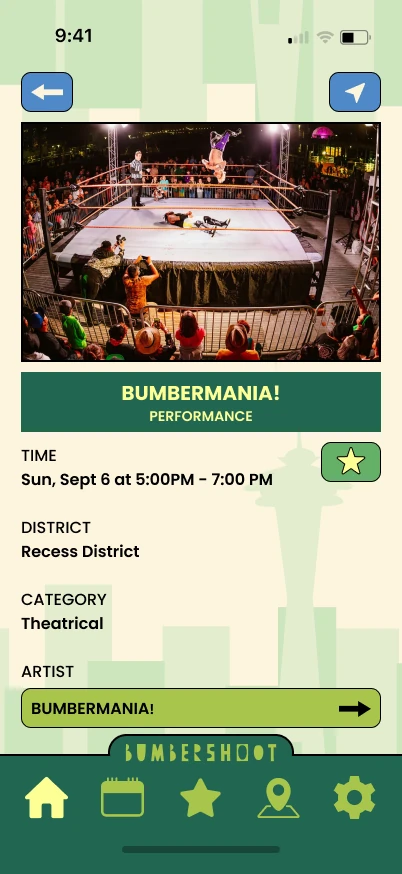 9:41
BUMBERMANIA!
PERFORMANCE
TIME
Sun, Sept 6 at 5:00PM - 7:00 PM
DISTRICT
Recess District
CATEGORY
Theatrical
ARTIST
BUMBERMANIA!
BUMBERSHOOT